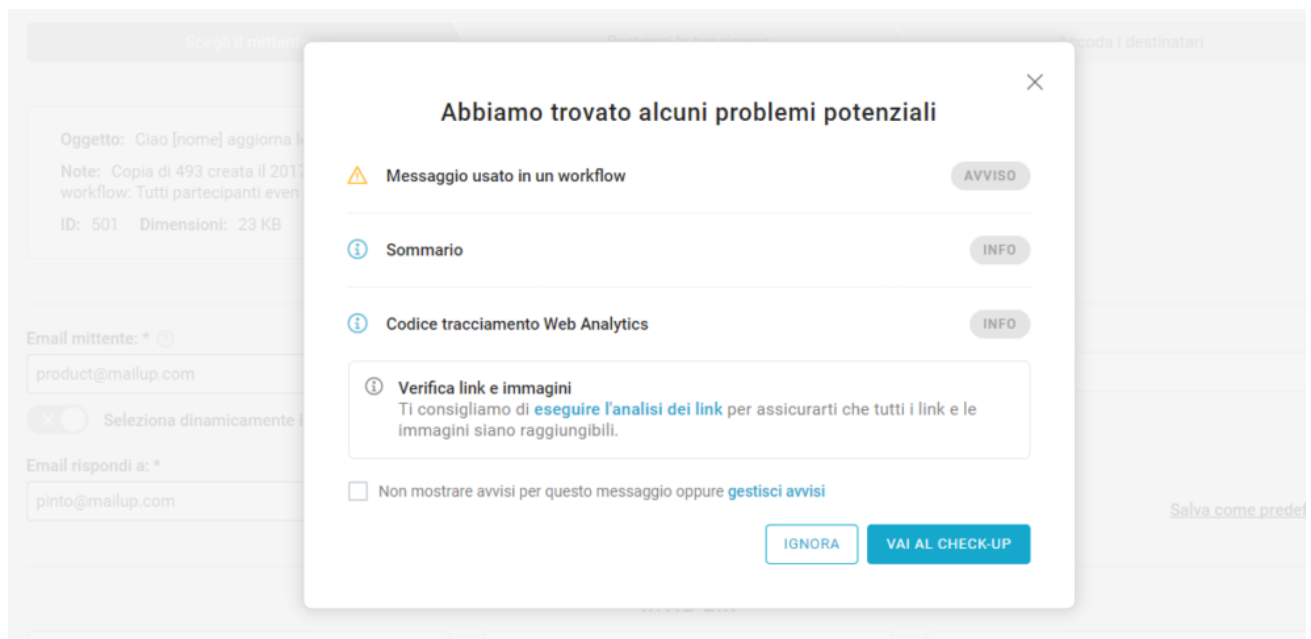 Scegli il mittente
Accoda i destinatari
Abbiamo trovato alcuni problemi potenziali
Oggetto: Ciao [nome] aggiorna
Note: Copia di 493 creata il 2017
workflow: Tutti partecipanti even
ID: 501 Dimensioni: 23 KB
Messaggio usato in un workflow
AVVISO
Sommario
INFO
Codice tracciamento Web Analytics
INFO
Verifica link e immagini
Ti consigliamo di eseguire l'analisi dei link per assicurarti che tutti i link e le
immagini siano raggiungibili.
Non mostrare avvisi per questo messaggio oppure gestisci avvisi
IGNORA
VAI AL CHECK-UP
Email mittente: *
product@mailup.com
Seleziona dinamicamente i
Email rispondi a: *
pinto@mailup.com
Salva come predef